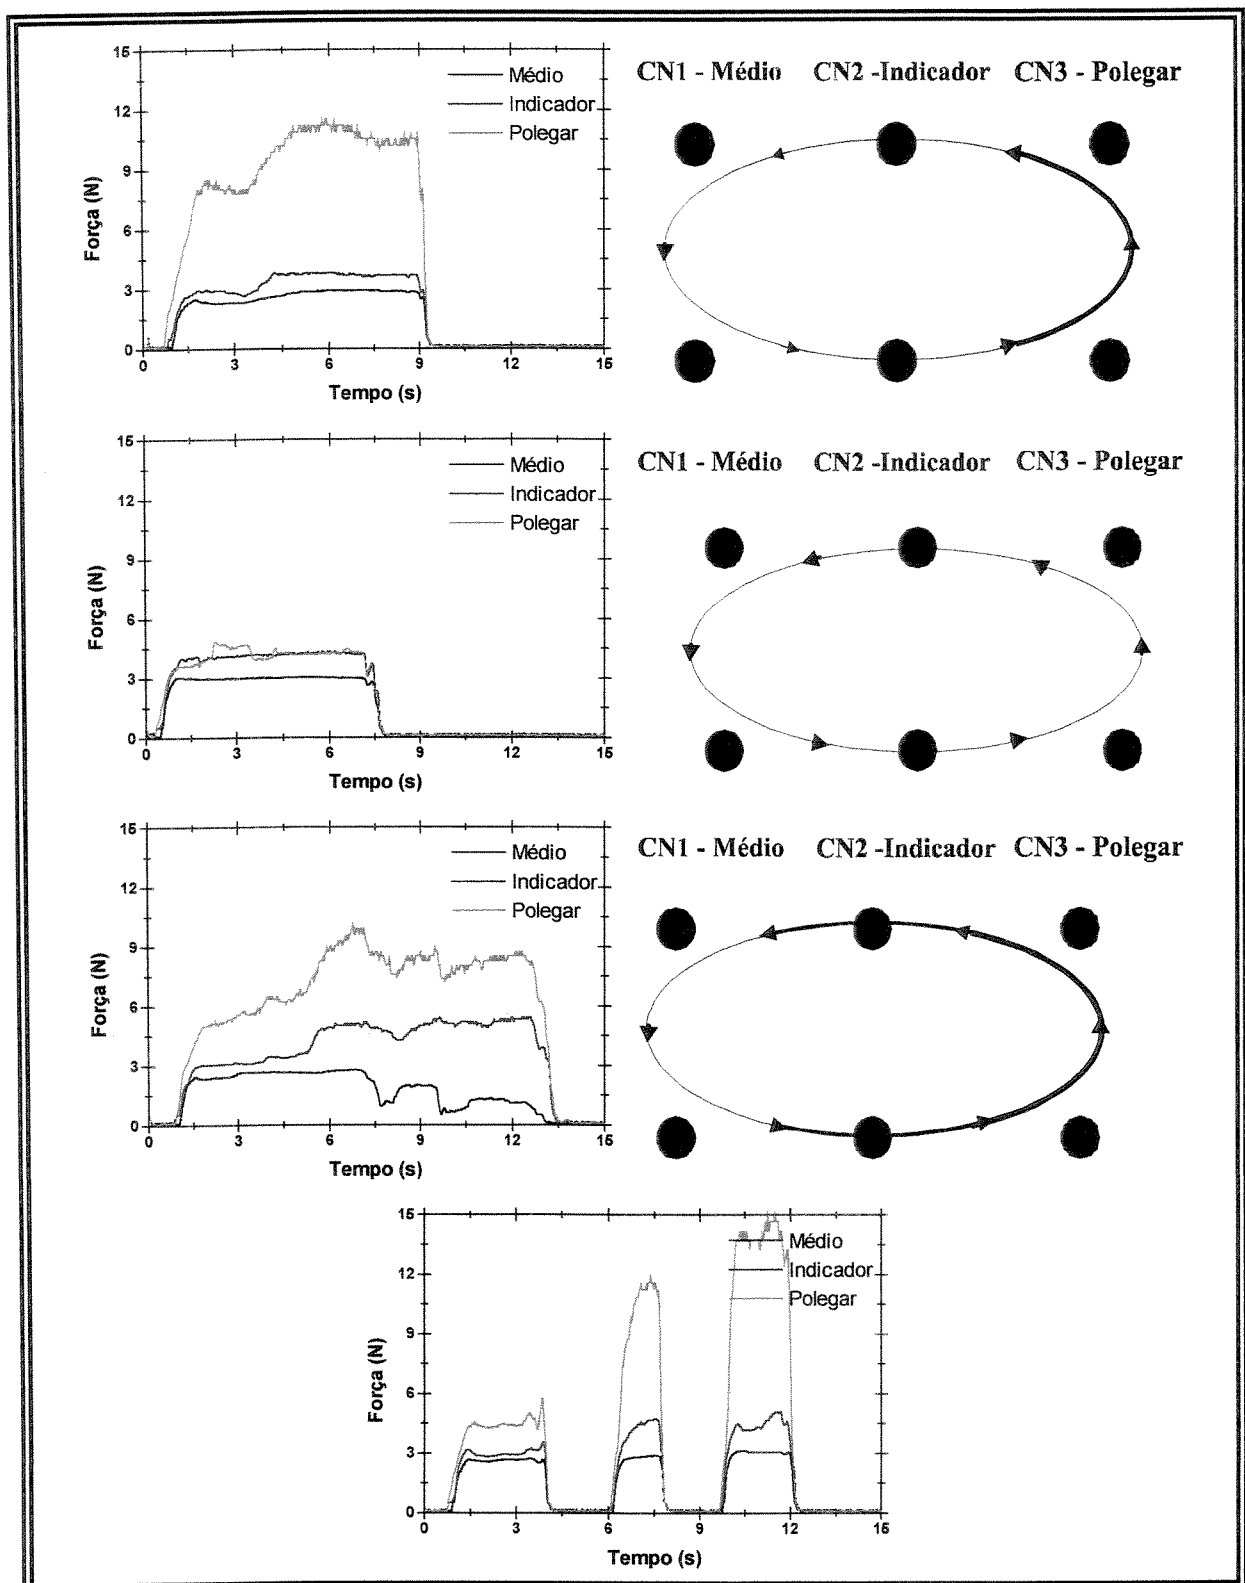 15
12
9
6
3
0
Força (N)
0 3 6 9 12 15
Tempo (s)
Médio
Indicador
Polegar
CN1 - Médio CN2 -Indicador CN3 - Polegar
15
12
9
6
3
0
Força (N)
0 3 6 9 12 15
Tempo (s)
Médio
Indicador
Polegar
CN1 - Médio CN2 -Indicador CN3 - Polegar
15
12
9
6
3
0
Força (N)
0 3 6 9 12 15
Tempo (s)
Médio
Indicador
Polegar
CN1 - Médio CN2 -Indicador CN3 - Polegar
15
12
9
6
3
0
Força (N)
0 3 6 9 12 15
Tempo (s)
Médio
Indicador
Polegar